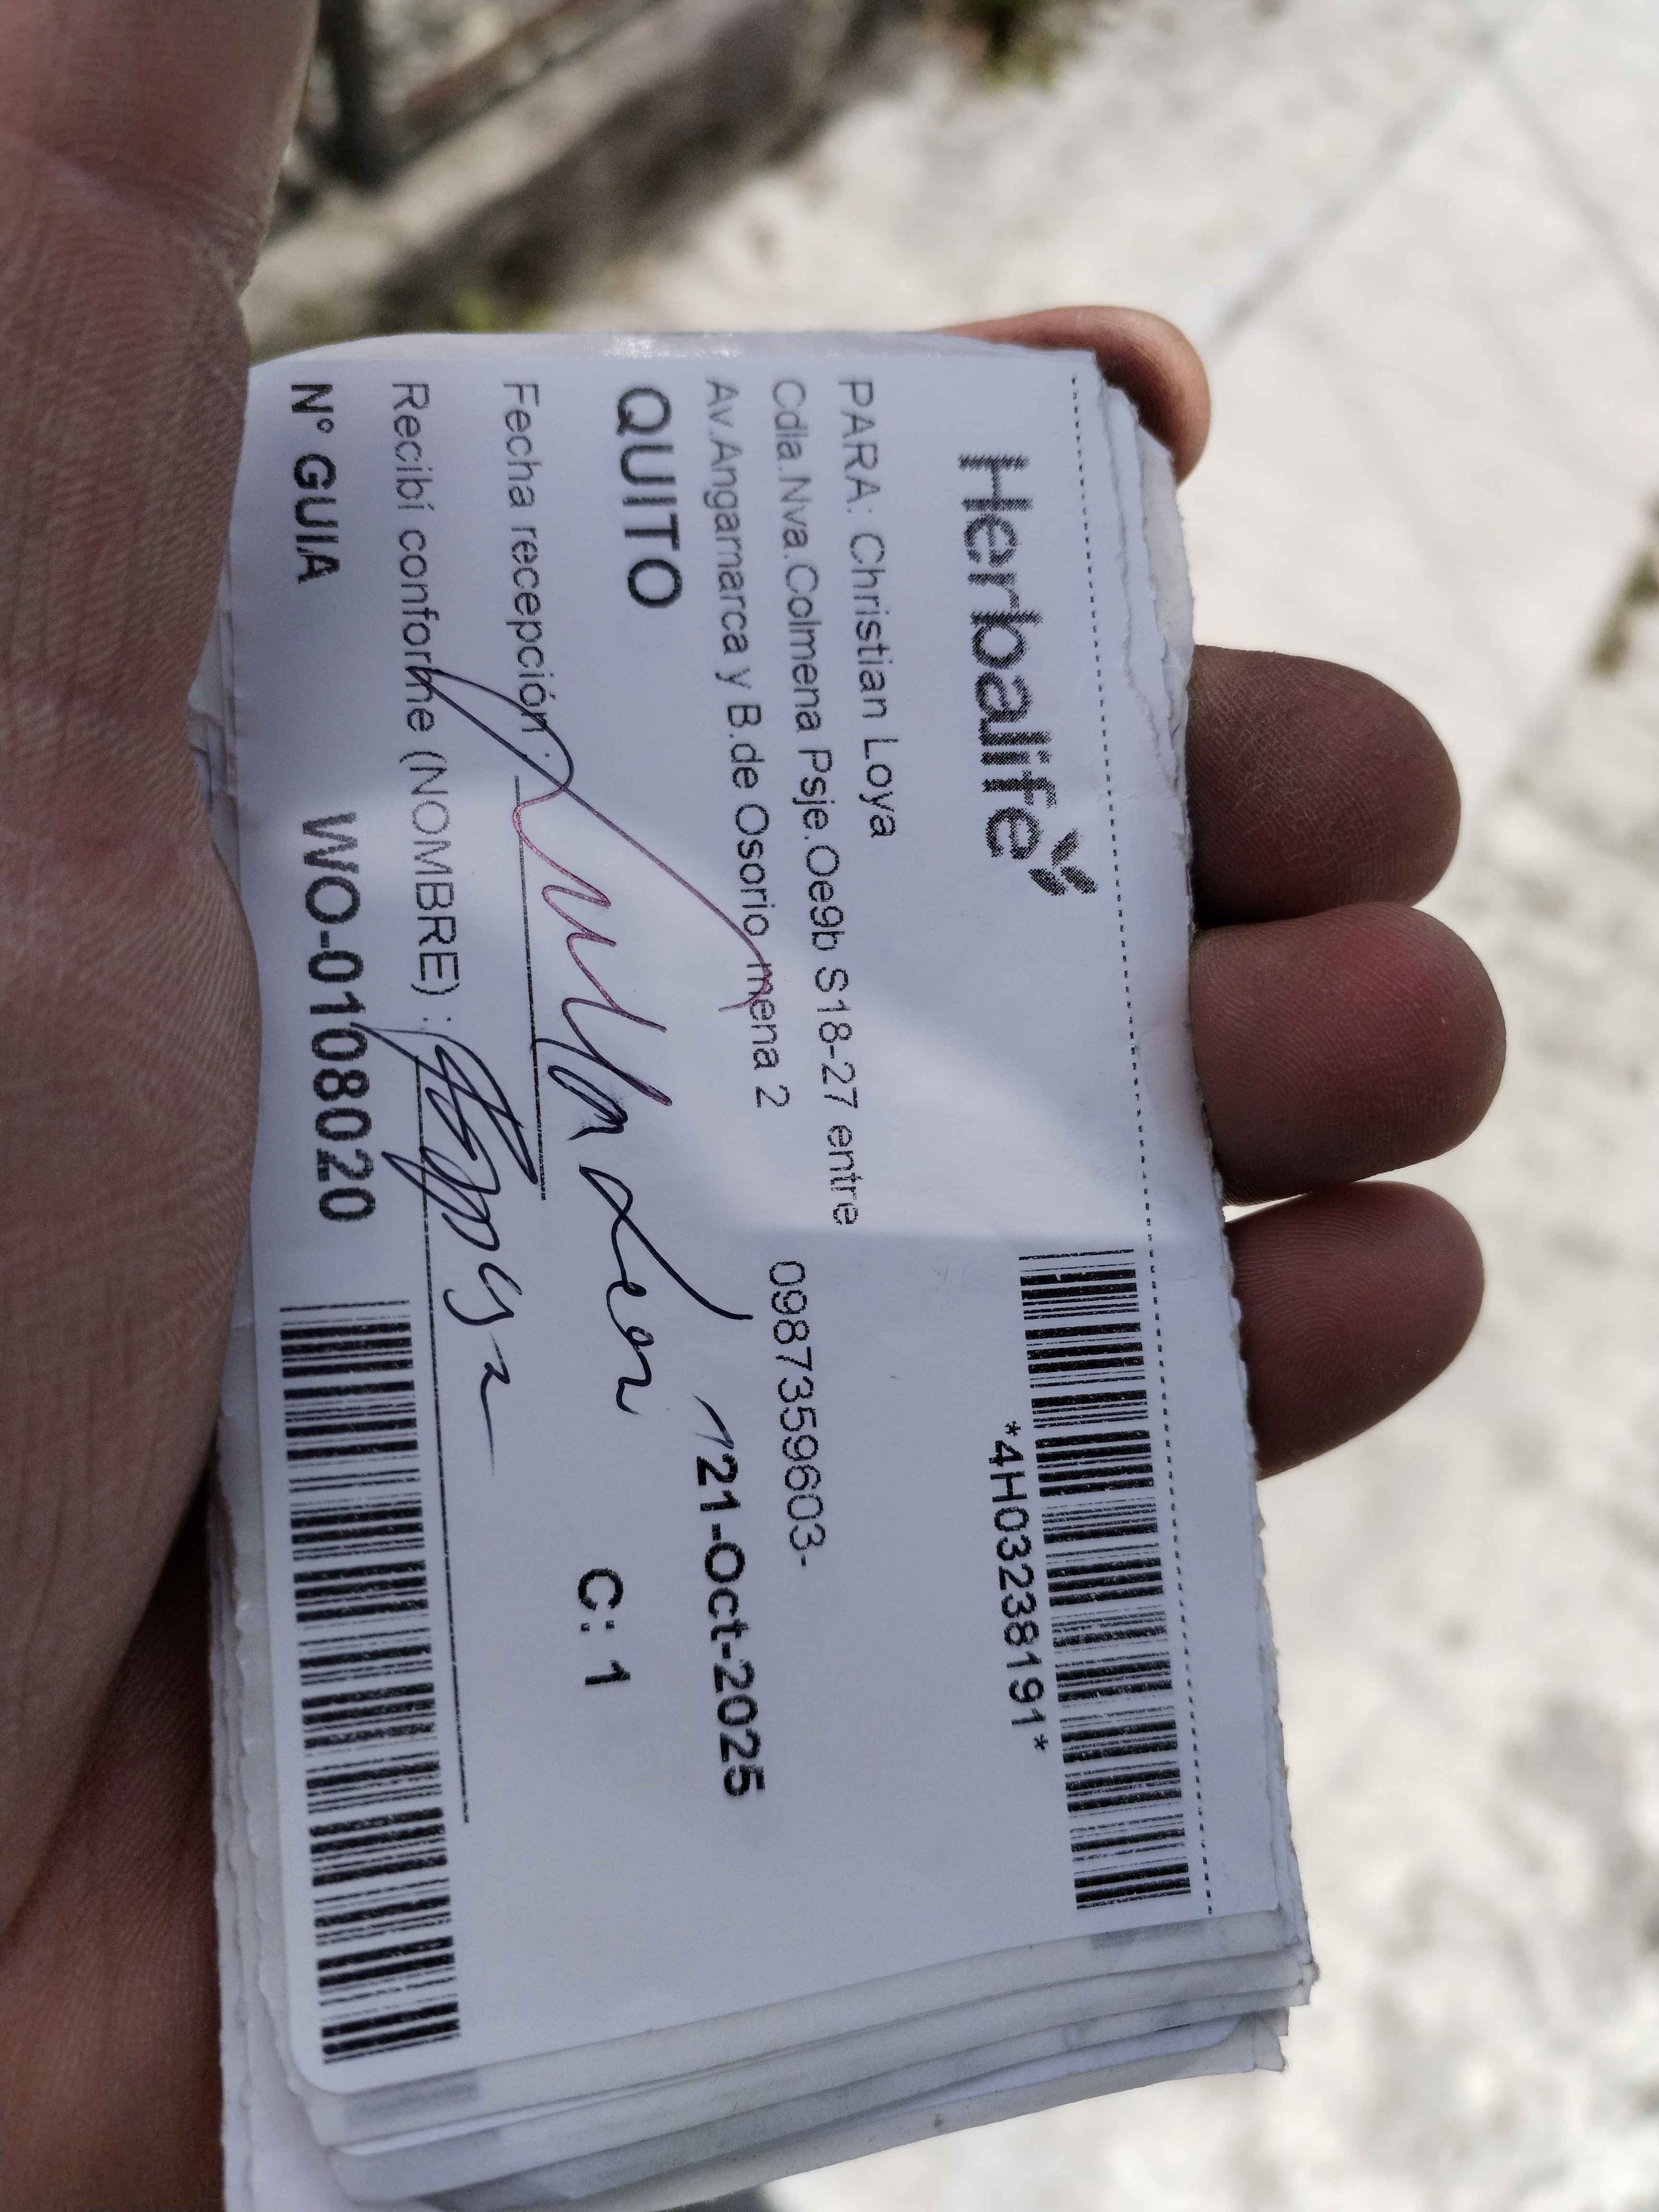 Herbalife
*4H03238191*
PARA: Christian Loya
Cdla.Nva.Colmena Psje.Oe9b S18-27 entre
Av.Angamarca y B.de Osorio mena 2
0987359603-
QUITO
21-Oct-2025
Fecha recepción :
C: 1
Recibí conforme (NOMBRE) :
N° GUIA WO-0108020